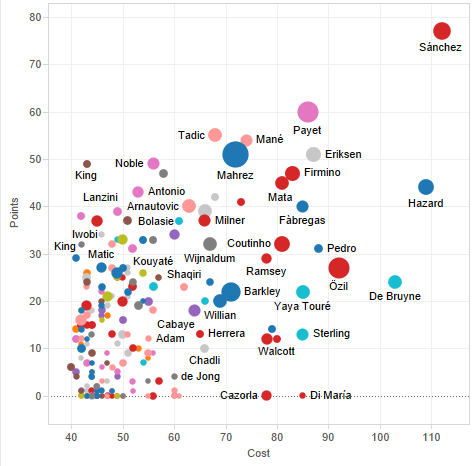 80
Sánchez
70
60
Payet
Tadic
Mané
50
Mahrez
Eriksen
Noble
King
Firmino
Mata
Hazard
Antonio
Lanzini
40
Arnautovic
Bolasie
Milner
Fàbregas
Iwobi
King
Wijnaldum
Coutinho
Pedro
30
Matic
Kouyaté
Ramsey
Shaqiri
Özil
De Bruyne
20
Barkley
Yaya Touré
Willian
Cabaye
Herrera
Sterling
Adam
10
Chadli
Walcott
de Jong
0
Cazorla
Di María
40 50 60 70 80 90 100 110
Cost
Points